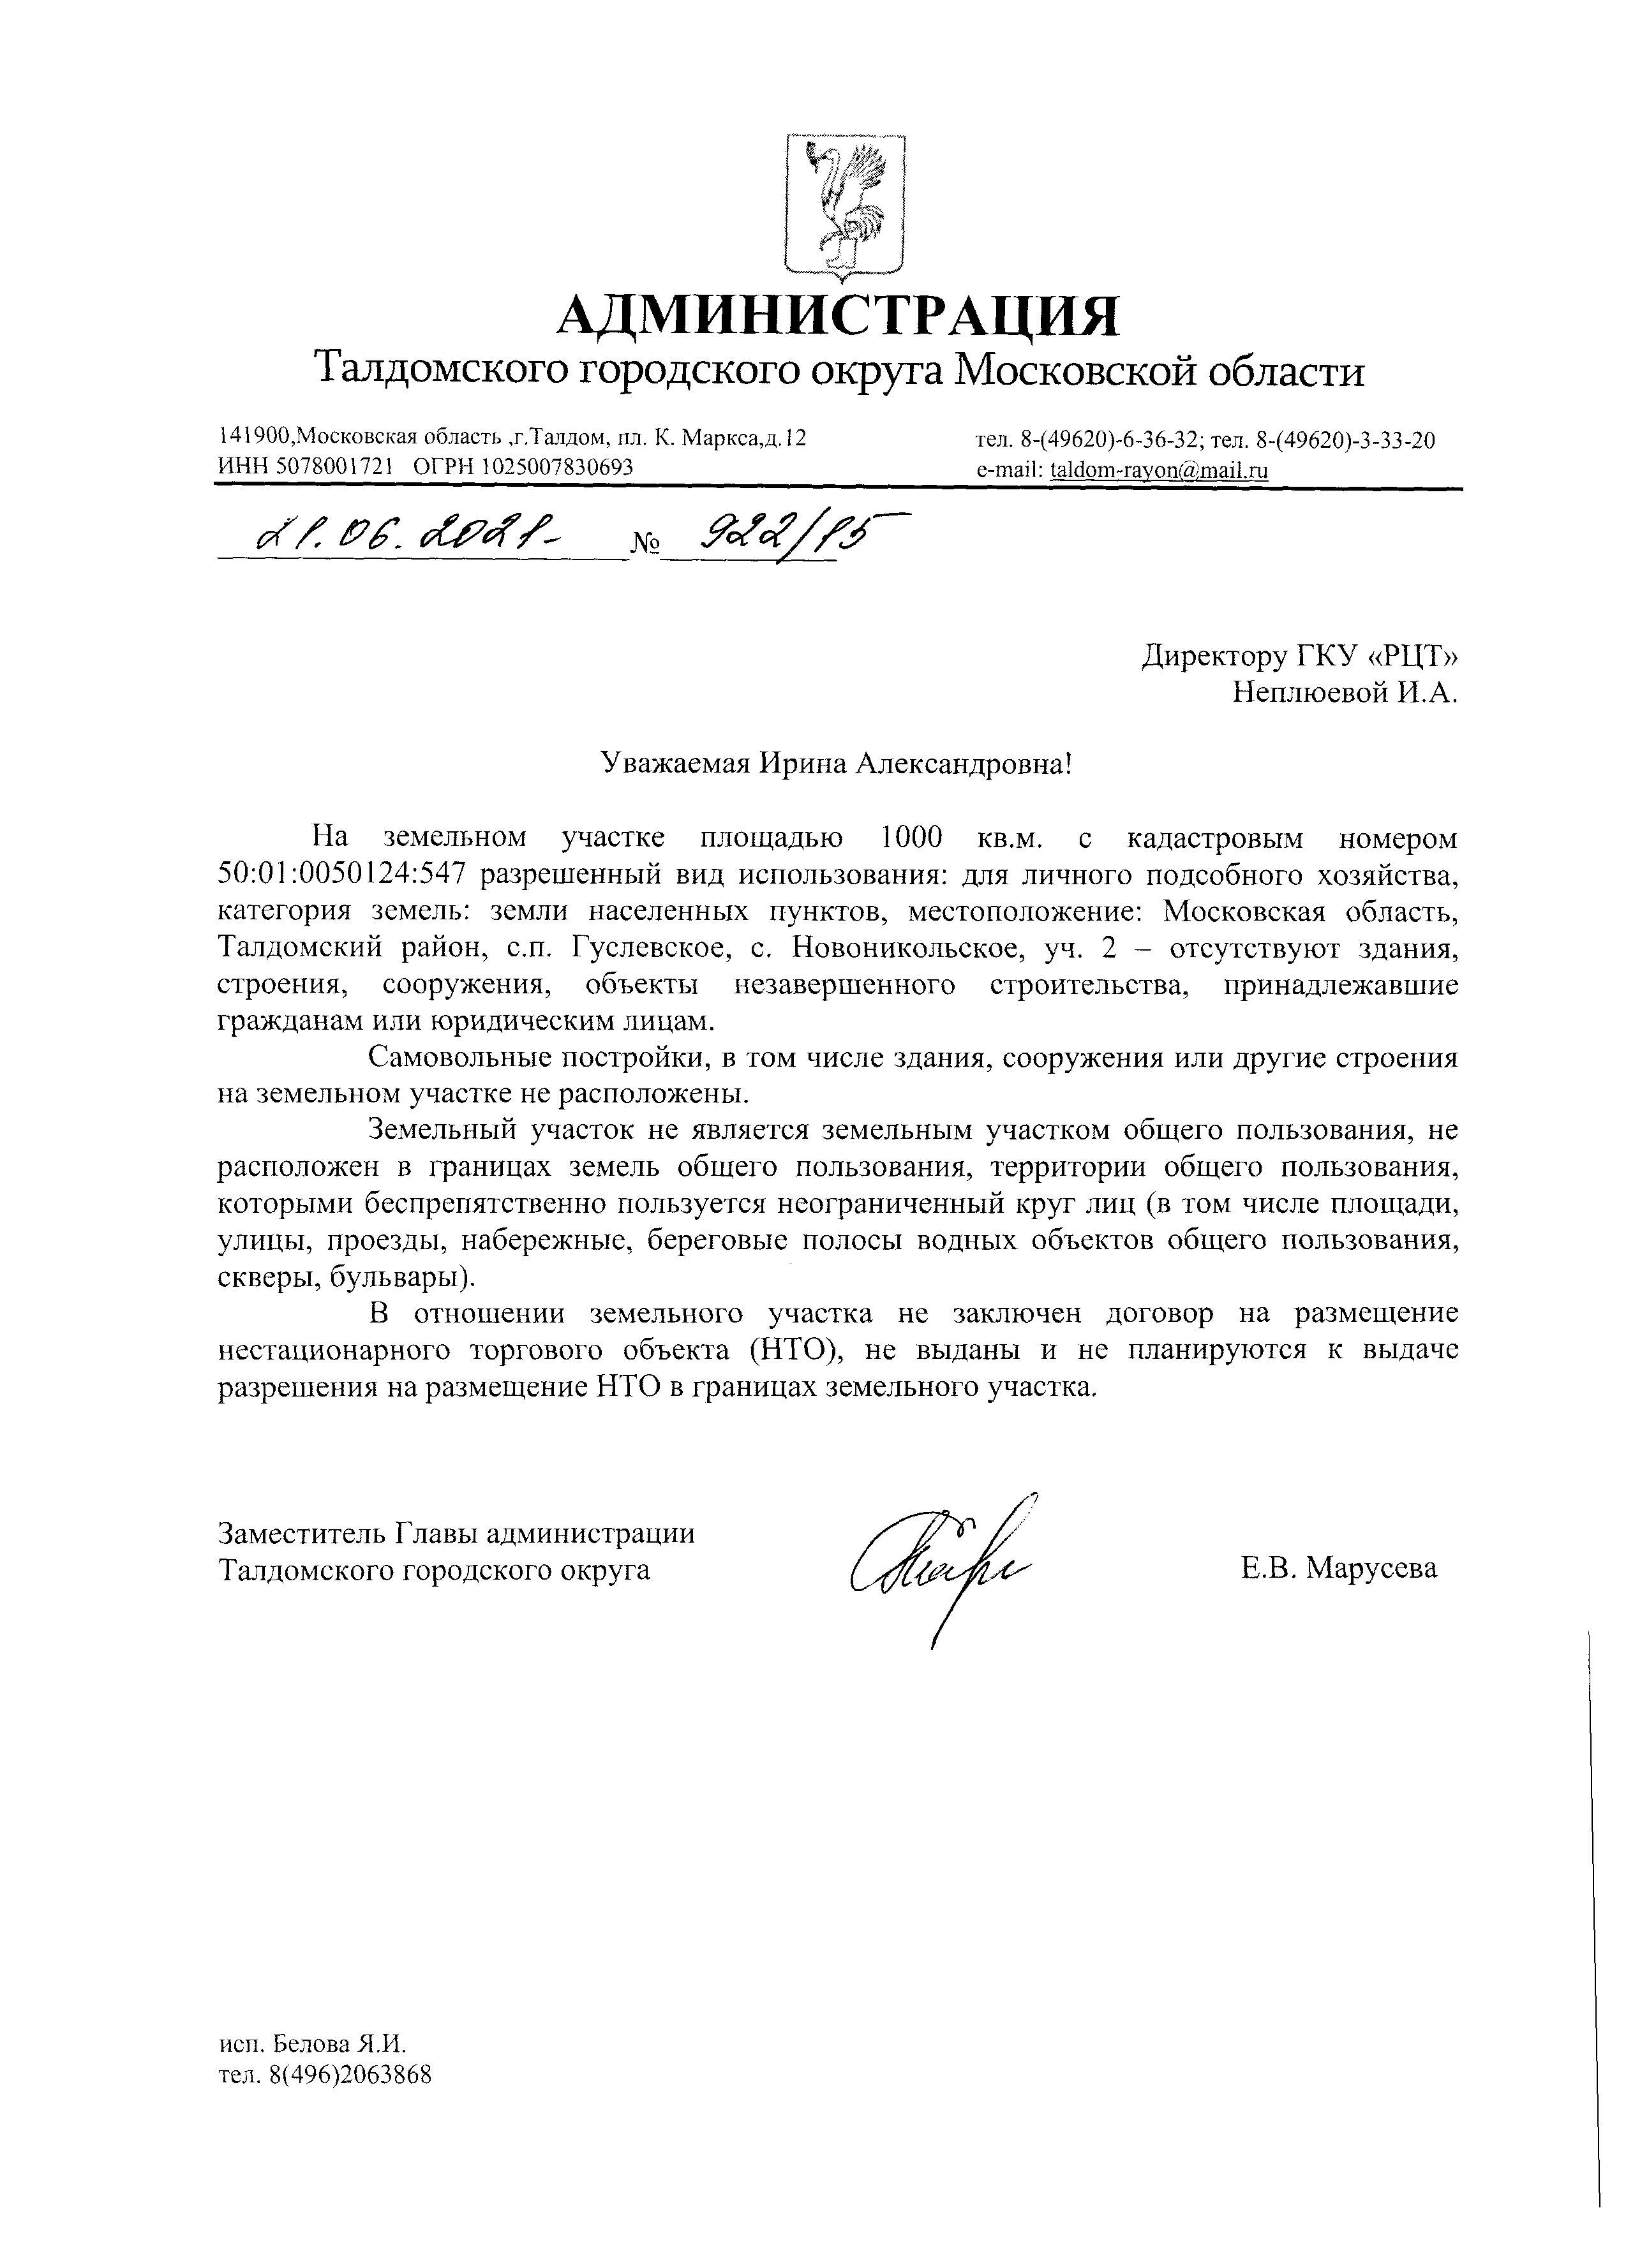 АДМИНИСТРАЦИЯ
Талдомского городского округа Московской области
141900,Московская область ,г.Талдом, пл. К. Маркса,д.12
ИНН 5078001721 ОГРН 1025007830693
тел. 8-(49620)-6-36-32; тел. 8-(49620)-3-33-20
e-mail: taldom-rayon@mail.ru
21.06.2021- № 922/15
Директору ГКУ «РЦТ»
Неплюевой И.А.
Уважаемая Ирина Александровна!
На земельном участке площадью 1000 кв.м. с кадастровым номером
50:01:0050124:547 разрешенный вид использования: для личного подсобного хозяйства,
категория земель: земли населенных пунктов, местоположение: Московская область,
Талдомский район, с.п. Гуслевское, с. Новоникольское, уч. 2 – отсутствуют здания,
строения, сооружения, объекты незавершенного строительства, принадлежавшие
гражданам или юридическим лицам.
Самовольные постройки, в том числе здания, сооружения или другие строения
на земельном участке не расположены.
Земельный участок не является земельным участком общего пользования, не
расположен в границах земель общего пользования, территории общего пользования,
которыми беспрепятственно пользуется неограниченный круг лиц (в том числе площади,
улицы, проезды, набережные, береговые полосы водных объектов общего пользования,
скверы, бульвары).
В отношении земельного участка не заключен договор на размещение
нестационарного торгового объекта (НТО), не выданы и не планируются к выдаче
разрешения на размещение НТО в границах земельного участка.
Заместитель Главы администрации
Талдомского городского округа
Е.В. Марусева
исп. Белова Я.И.
тел. 8(496)2063868